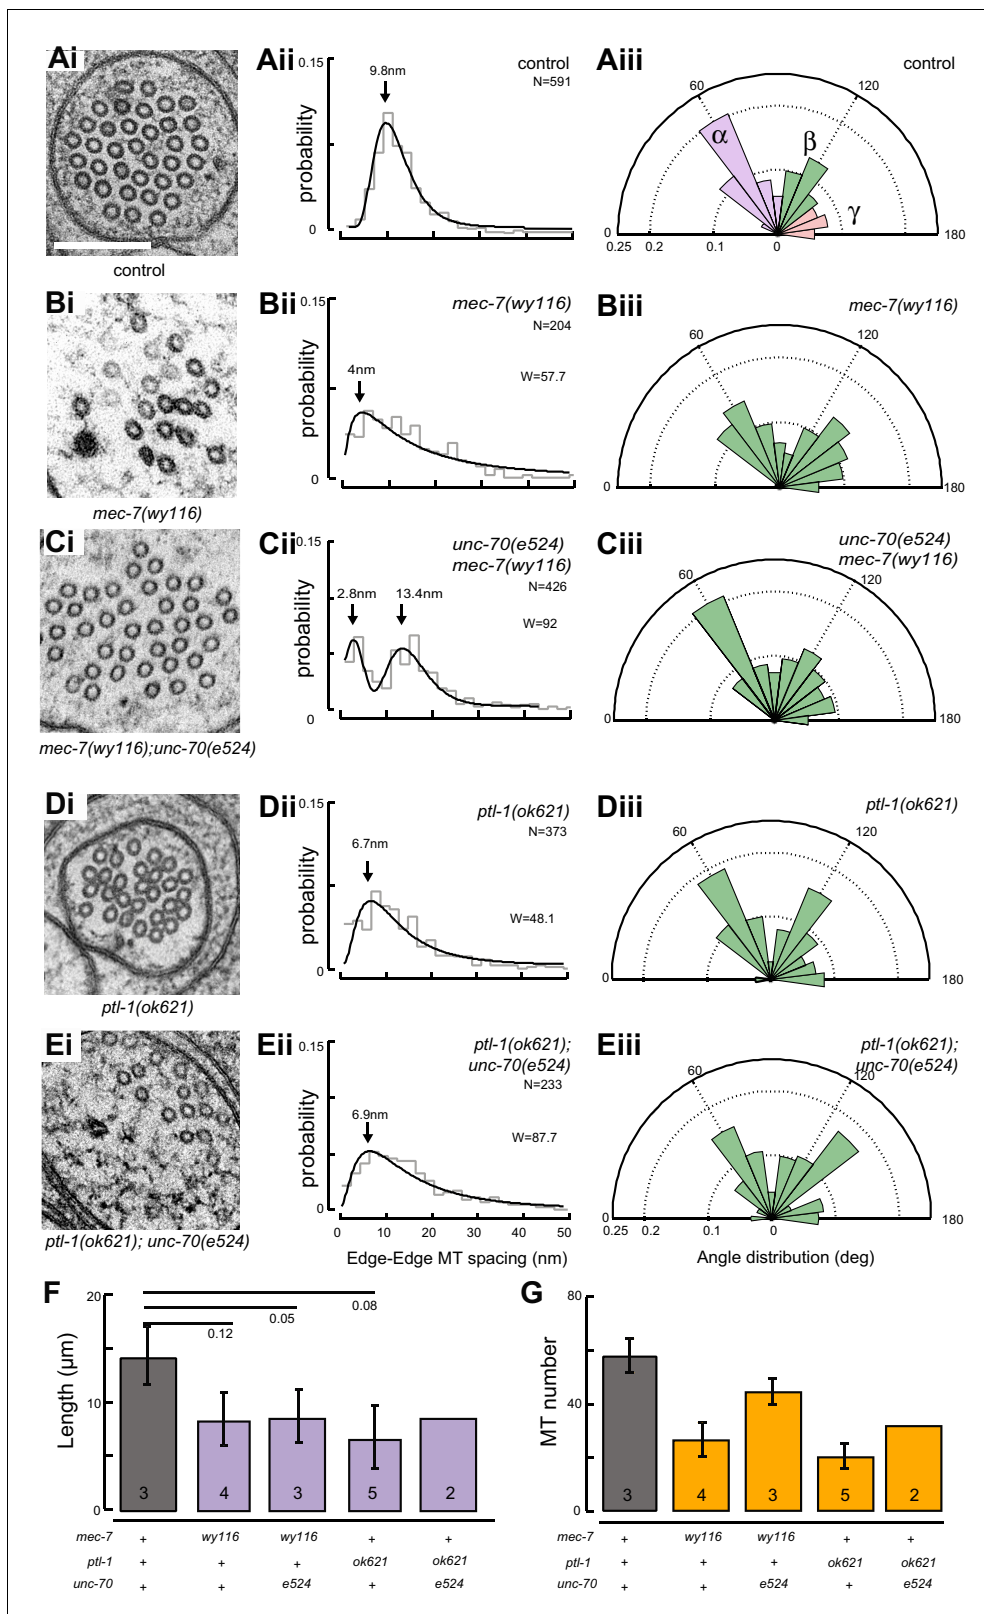 Ai
control
Aii
0.15
0
probability
9.8nm
control
N=591
Aiii
control
60
120
α
β
γ
0
0.25
0.2
0.1
0
180
Bi
mec-7(wy116)
Bii
0.15
0
probability
4nm
mec-7(wy116)
N=204
W=57.7
Biii
mec-7(wy116)
60
120
0
180
Ci
mec-7(wy116);unc-70(e524)
Cii
0.15
0
probability
2.8nm
13.4nm
unc-70(e524)
mec-7(wy116)
N=426
W=92
Ciii
unc-70(e524)
mec-7(wy116)
60
120
0
180
Di
ptl-1(ok621)
Dii
0.15
0
probability
6.7nm
ptl-1(ok621)
N=373
W=48.1
Diii
ptl-1(ok621)
60
120
0
180
Ei
ptl-1(ok621); unc-70(e524)
Eii
0.15
0
probability
6.9nm
ptl-1(ok621);
unc-70(e524)
N=233
W=87.7
0 10 20 30 40 50
Edge-Edge MT spacing (nm)
Eiii
ptl-1(ok621);
unc-70(e524)
60
120
0
0.25
0.2
0.1
0
180
Angle distribution (deg)
F
Length (µm)
20
10
0
0.08
0.05
0.12
3 4 3 5 2
mec-7 + wy116 wy116 + +
ptl-1 + + + ok621 ok621
unc-70 + + e524 + e524
G
MT number
80
40
0
3 4 3 5 2
mec-7 + wy116 wy116 + +
ptl-1 + + + ok621 ok621
unc-70 + + e524 + e524